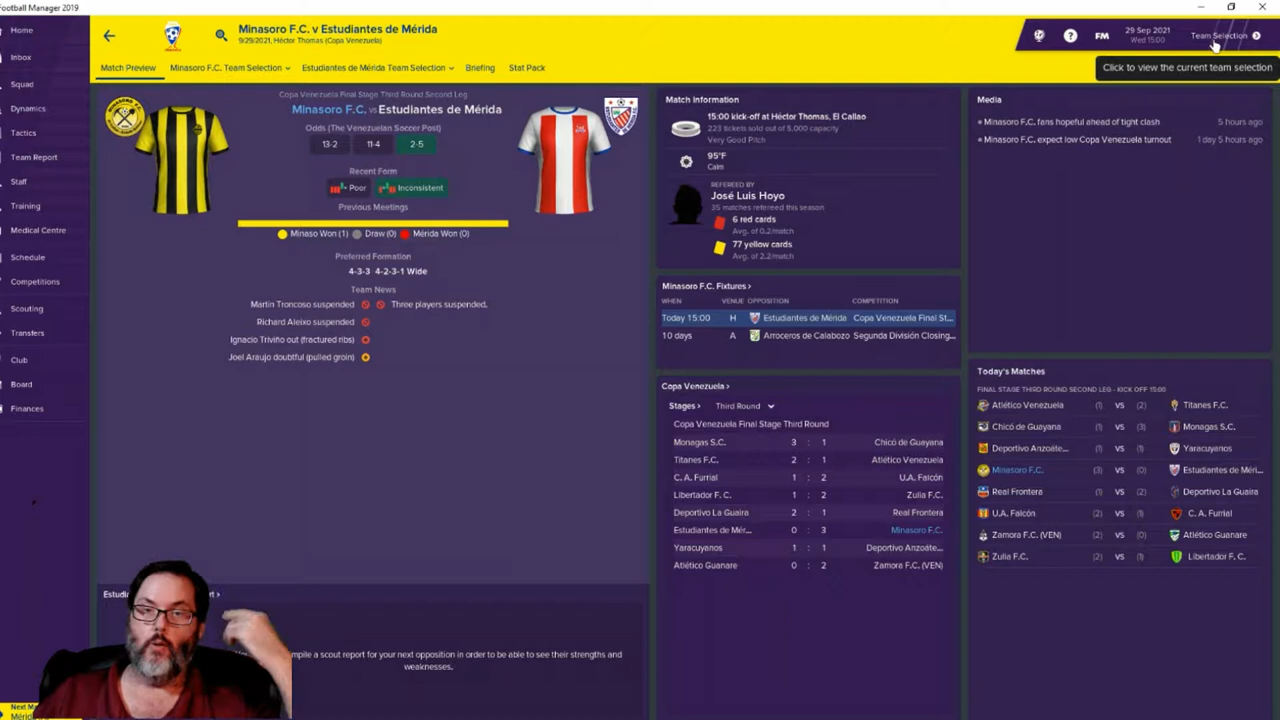 Football Manager 2019
Home
Inbox
Squad
Dynamics
Tactics
Team Report
Staff
Training
Medical Centre
Schedule
Competitions
Scouting
Transfers
Club
Board
Finances
Minasoro F.C. v Estudiantes de Mérida
9/29/2021, Héctor Thomas (Copa Venezuela)
FM
29 Sep 2021
Wed 15:00
Team Selection
Click to view the current team selection
Match Preview
Minasoro F.C. Team Selection
Estudiantes de Mérida Team Selection
Briefing
Stat Pack
Copa Venezuela Final Stage Third Round Second Leg
Minasoro F.C. vs Estudiantes de Mérida
Odds (The Venezuelan Soccer Post)
13-2 11-4 2-5
Recent Form
Poor Inconsistent
Previous Meetings
Minaso Won (1) Draw (0) Mérida Won (0)
Preferred Formation
4-3-3 4-2-3-1 Wide
Team News
Martín Troncoso suspended Three players suspended.
Richard Aleixo suspended
Ignacio Triviño out (fractured ribs)
Joel Araujo doubtful (pulled groin)
Estudia
compile a scout report for your next opposition in order to be able to see their strengths and
weaknesses.
Match Information
15:00 kick-off at Héctor Thomas, El Callao
223 tickets sold out of 5,000 capacity
Very Good Pitch
95°F
Calm
REFEREED BY
José Luis Hoyo
35 matches refereed this season
6 red cards
Avg. of 0.2/match
77 yellow cards
Avg. of 2.2/match
Minasoro F.C. Fixtures
WHEN VENUE OPPOSITION COMPETITION
Today 15:00 H Estudiantes de Mérida Copa Venezuela Final St...
10 days A Arroceros de Calabozo Segunda División Closing...
Copa Venezuela
Stages Third Round
Copa Venezuela Final Stage Third Round
Monagas S.C. 3 : 1 Chicó de Guayana
Titanes F.C. 2 : 1 Atlético Venezuela
C. A. Furrial 1 : 2 U.A. Falcón
Libertador F. C. 1 : 2 Zulia F.C.
Deportivo La Guaira 2 : 1 Real Frontera
Estudiantes de Mér... 0 : 3 Minasoro F.C.
Yaracuyanos 1 : 1 Deportivo Anzoáte...
Atlético Guanare 0 : 2 Zamora F.C. (VEN)
Media
Minasoro F.C. fans hopeful ahead of tight clash 5 hours ago
Minasoro F.C. expect low Copa Venezuela turnout 1 day 5 hours ago
Today's Matches
FINAL STAGE THIRD ROUND SECOND LEG - KICK OFF 15:00
Atlético Venezuela (1) VS (2) Titanes F.C.
Chicó de Guayana (1) VS (3) Monagas S.C.
Deportivo Anzoáte... (1) VS (1) Yaracuyanos
Minasoro F.C. (3) VS (0) Estudiantes de Méri...
Real Frontera (1) VS (2) Deportivo La Guaira
U.A. Falcón (2) VS (1) C. A. Furrial
Zamora F.C. (VEN) (2) VS (0) Atlético Guanare
Zulia F.C. (2) VS (1) Libertador F. C.